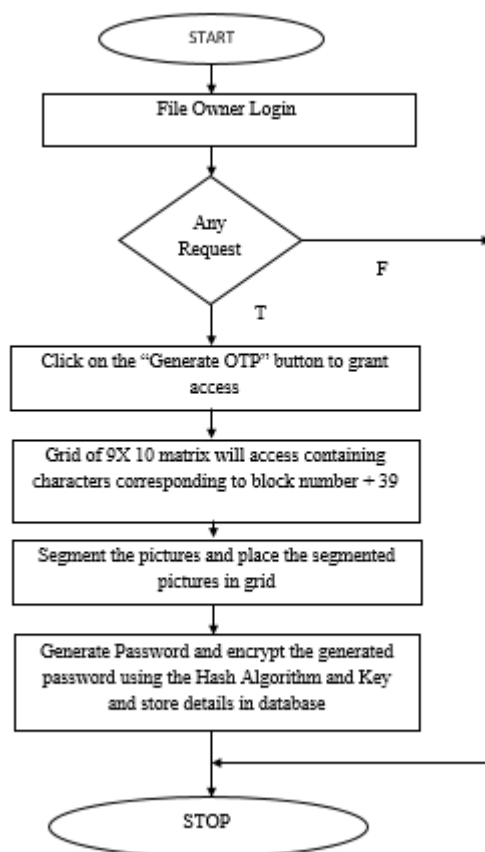 START
File Owner Login
Any
Request
F
T
Click on the “Generate OTP” button to grant
access
Grid of 9X 10 matrix will access containing
characters corresponding to block number + 39
Segment the pictures and place the segmented
pictures in grid
Generate Password and encrypt the generated
password using the Hash Algorithm and Key
and store details in database
STOP